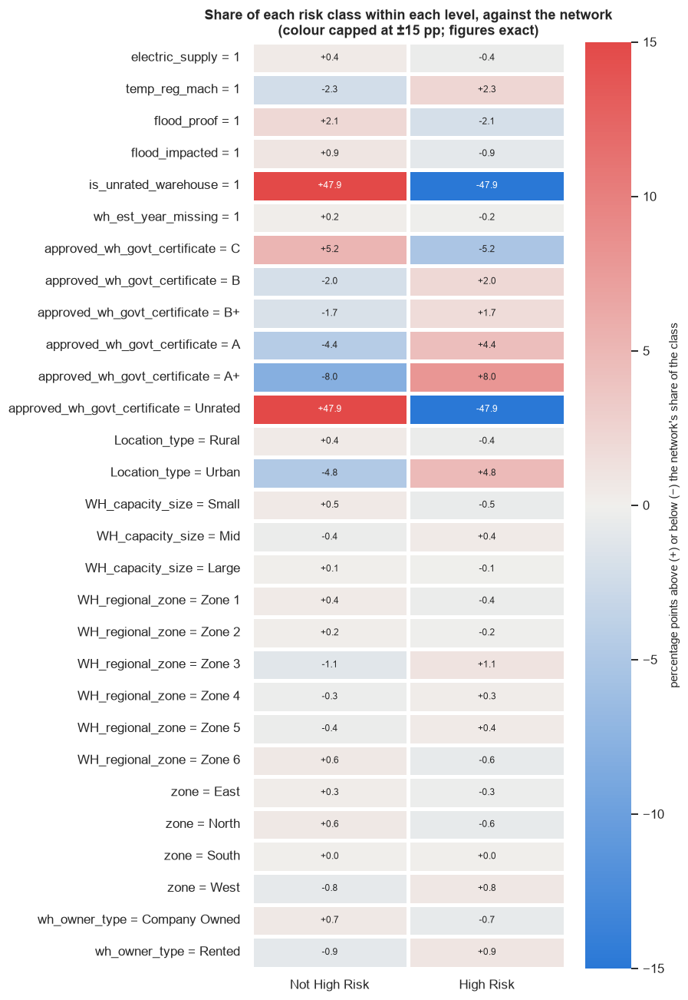 Share of each risk class within each level, against the network
(colour capped at ±15 pp; figures exact)
electric_supply = 1 +0.4 -0.4
temp_reg_mach = 1 -2.3 +2.3
flood_proof = 1 +2.1 -2.1
flood_impacted = 1 +0.9 -0.9
is_unrated_warehouse = 1 +47.9 -47.9
wh_est_year_missing = 1 +0.2 -0.2
approved_wh_govt_certificate = C +5.2 -5.2
approved_wh_govt_certificate = B -2.0 +2.0
approved_wh_govt_certificate = B+ -1.7 +1.7
approved_wh_govt_certificate = A -4.4 +4.4
approved_wh_govt_certificate = A+ -8.0 +8.0
approved_wh_govt_certificate = Unrated +47.9 -47.9
Location_type = Rural +0.4 -0.4
Location_type = Urban -4.8 +4.8
WH_capacity_size = Small +0.5 -0.5
WH_capacity_size = Mid -0.4 +0.4
WH_capacity_size = Large +0.1 -0.1
WH_regional_zone = Zone 1 +0.4 -0.4
WH_regional_zone = Zone 2 +0.2 -0.2
WH_regional_zone = Zone 3 -1.1 +1.1
WH_regional_zone = Zone 4 -0.3 +0.3
WH_regional_zone = Zone 5 -0.4 +0.4
WH_regional_zone = Zone 6 +0.6 -0.6
zone = East +0.3 -0.3
zone = North +0.6 -0.6
zone = South +0.0 +0.0
zone = West -0.8 +0.8
wh_owner_type = Company Owned +0.7 -0.7
wh_owner_type = Rented -0.9 +0.9
Not High Risk High Risk
15
10
5
0
−5
−10
−15
percentage points above (+) or below (−) the network's share of the class